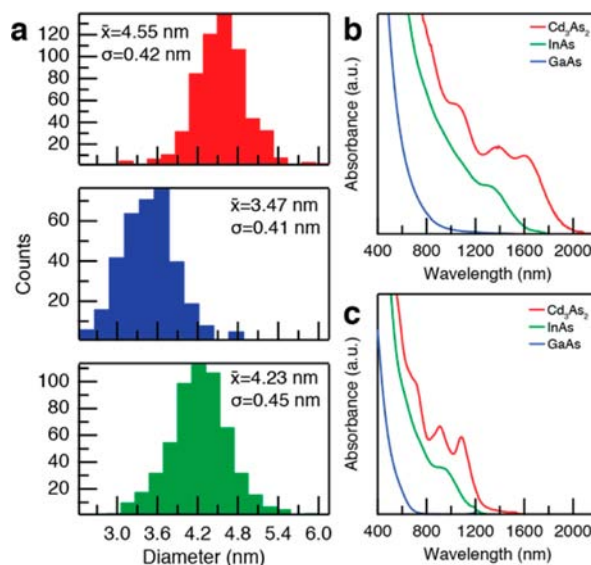 a
x̄=4.55 nm
σ=0.42 nm
120
100
80
60
40
20
x̄=3.47 nm
σ=0.41 nm
60
40
20
Counts
x̄=4.23 nm
σ=0.45 nm
100
80
60
40
20
3.0 3.6 4.2 4.8 5.4 6.0
Diameter (nm)
b
Cd₃As₂
InAs
GaAs
Absorbance (a.u.)
400 800 1200 1600 2000
Wavelength (nm)
c
Cd₃As₂
InAs
GaAs
Absorbance (a.u.)
400 800 1200 1600 2000
Wavelength (nm)